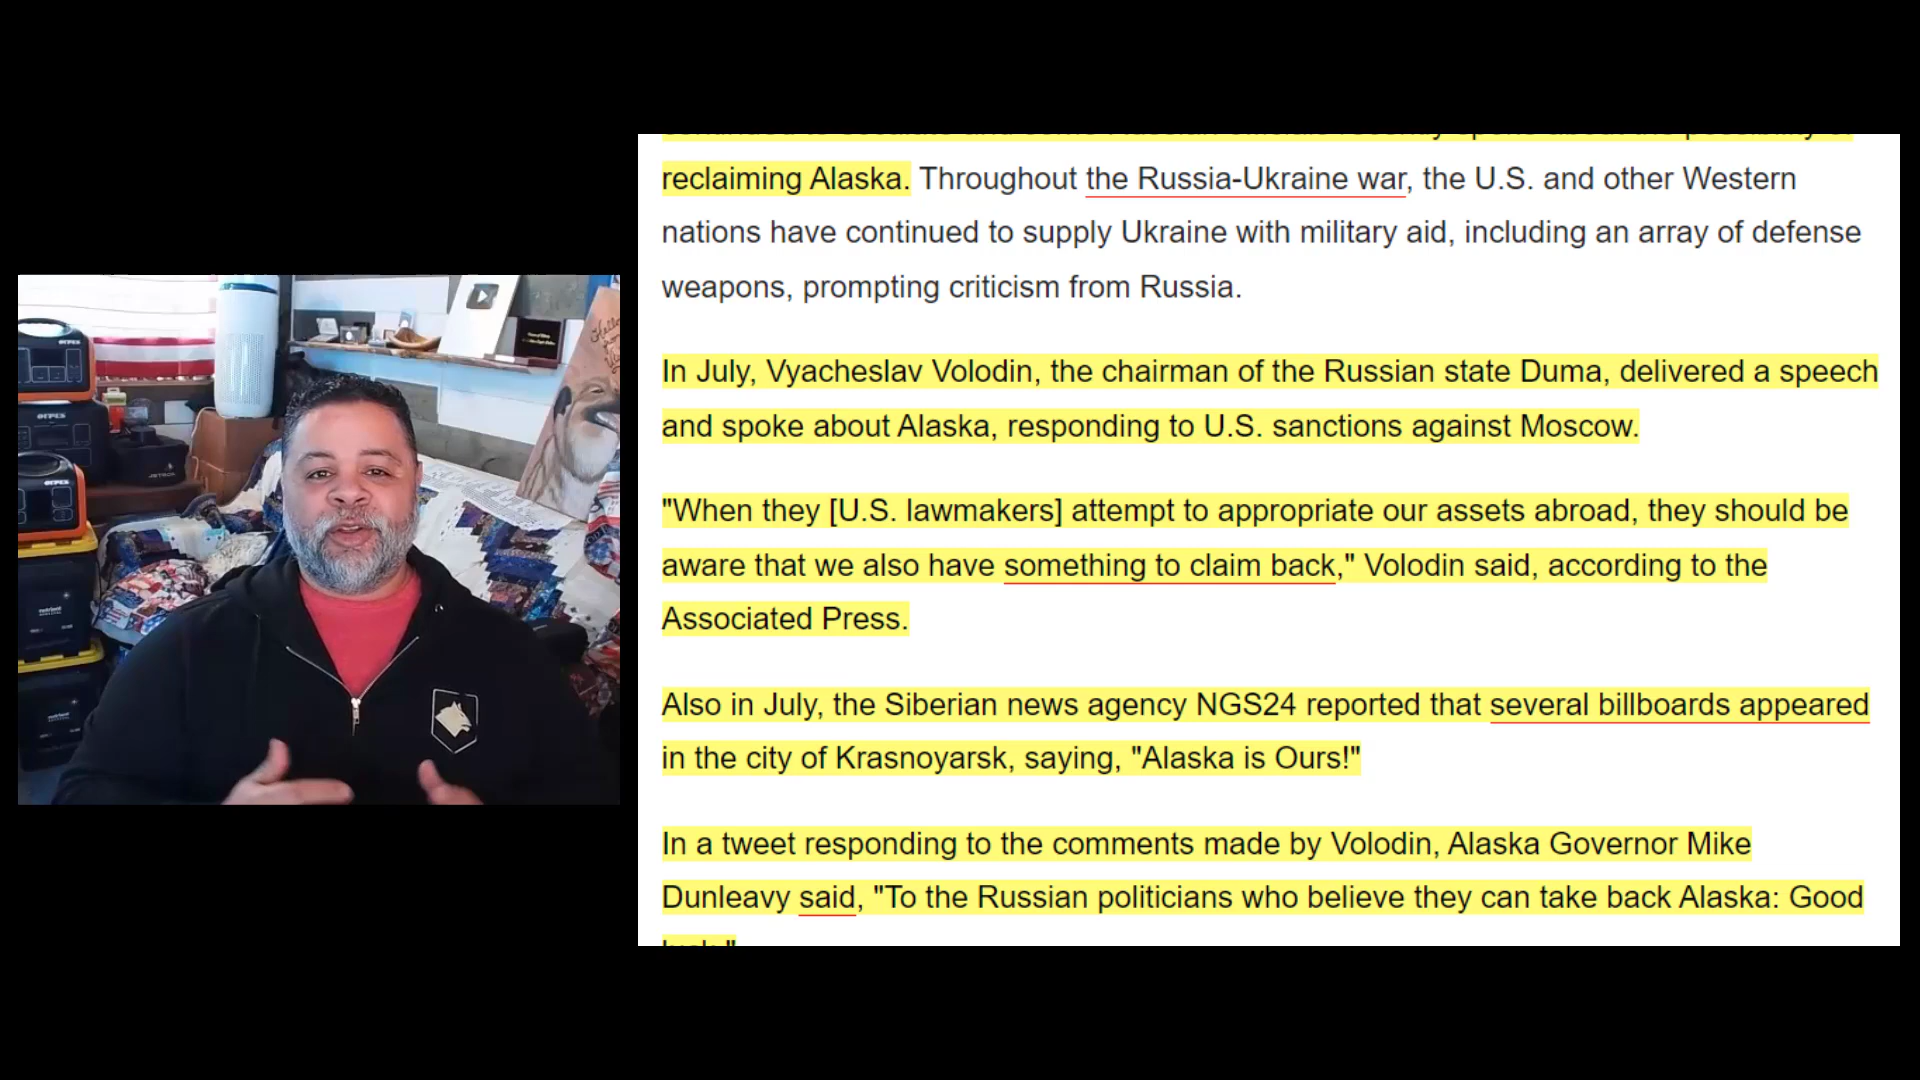 reclaiming Alaska. Throughout the Russia-Ukraine war, the U.S. and other Western
nations have continued to supply Ukraine with military aid, including an array of defense
weapons, prompting criticism from Russia.
In July, Vyacheslav Volodin, the chairman of the Russian state Duma, delivered a speech
and spoke about Alaska, responding to U.S. sanctions against Moscow.
"When they [U.S. lawmakers] attempt to appropriate our assets abroad, they should be
aware that we also have something to claim back," Volodin said, according to the
Associated Press.
Also in July, the Siberian news agency NGS24 reported that several billboards appeared
in the city of Krasnoyarsk, saying, "Alaska is Ours!"
In a tweet responding to the comments made by Volodin, Alaska Governor Mike
Dunleavy said, "To the Russian politicians who believe they can take back Alaska: Good